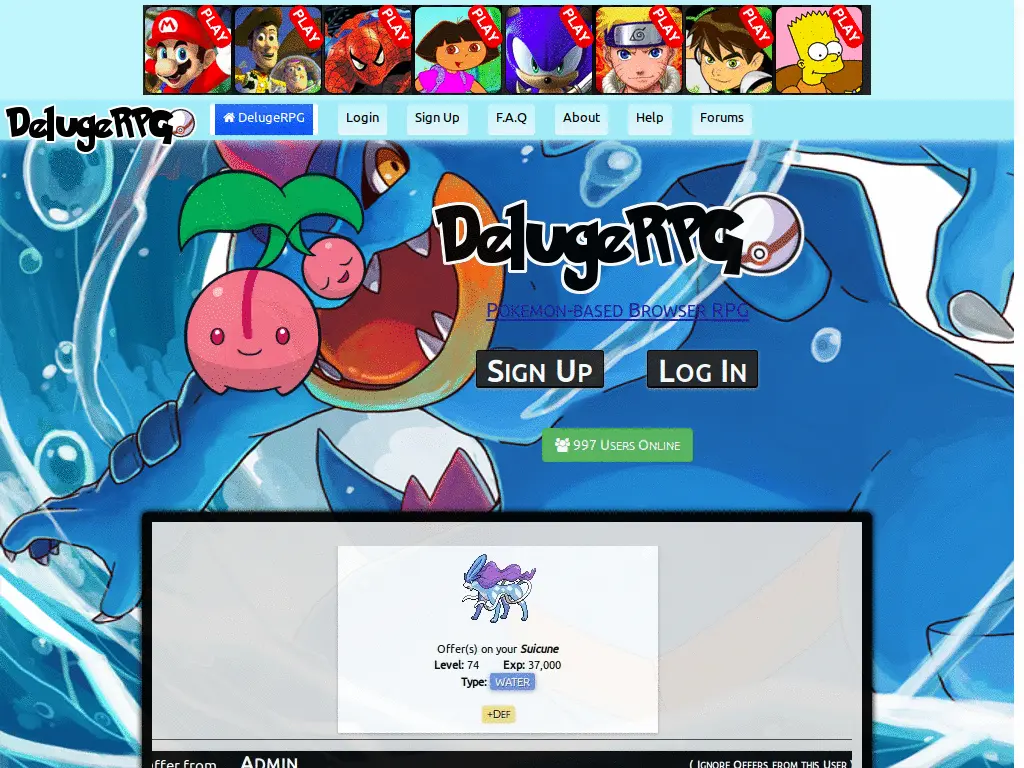 PLAY PLAY PLAY PLAY PLAY PLAY PLAY PLAY
DelugeRPG DelugeRPG Login Sign Up F.A.Q About Help Forums
DelugeRPG
Pokemon-based Browser RPG
Sign Up Log In
997 Users Online
Offer(s) on your Suicune
Level: 74 Exp: 37,000
Type: WATER
+Def
ffer from Admin ( Ignore Offers from this User )